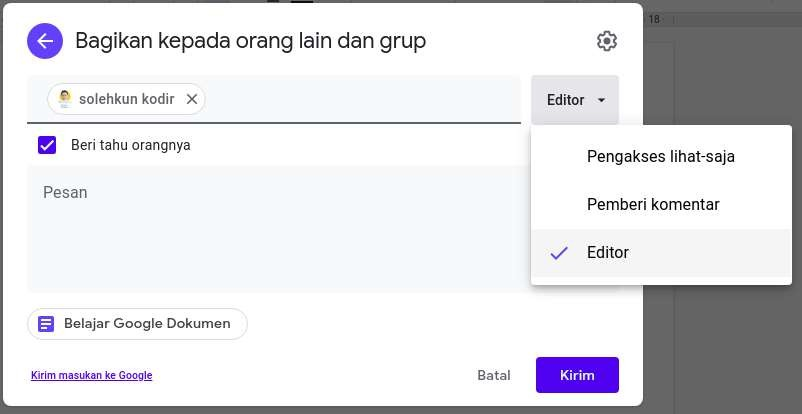 18
Bagikan kepada orang lain dan grup
solehkun kodir
Editor
Beri tahu orangnya
Pengakses lihat-saja
Pesan
Pemberi komentar
Editor
Belajar Google Dokumen
Kirim masukan ke Google
Batal
Kirim